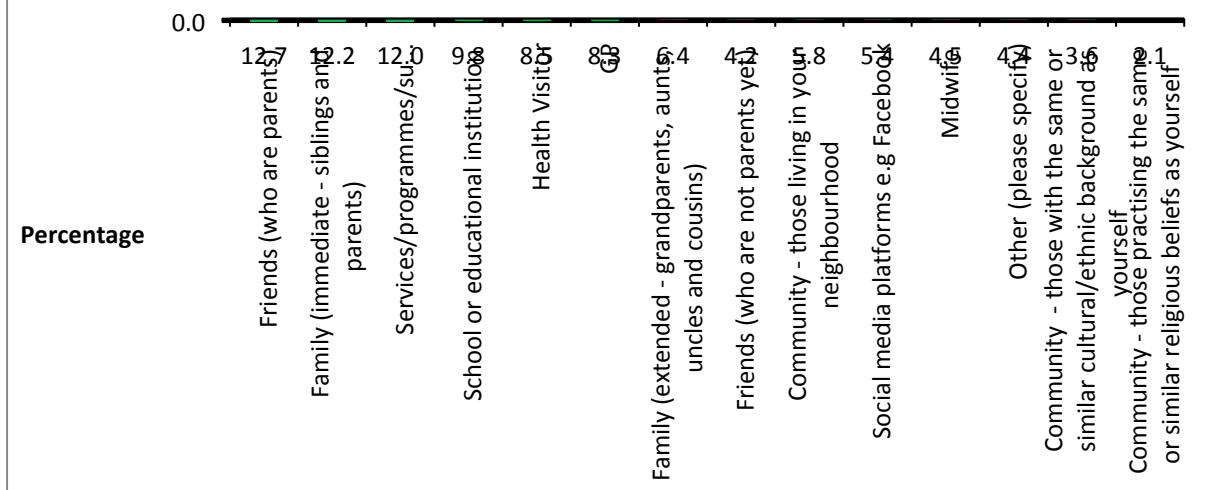 0.0
12.7 12.2 12.0 9.8 8.5 8.3 6.4 4.2 5.8 5.4 4.5 4.4 3.6 2.1
Percentage
Friends (who are parents)
Family (immediate - siblings and
parents)
Services/programmes/su…
School or educational institution
Health Visitor
GP
Family (extended - grandparents, aunts,
uncles and cousins)
Friends (who are not parents yet)
Community - those living in your
neighbourhood
Social media platforms e.g Facebook
Midwife
Other (please specify)
Community - those with the same or
similar cultural/ethnic background as
yourself
Community - those practising the same
or similar religious beliefs as yourself